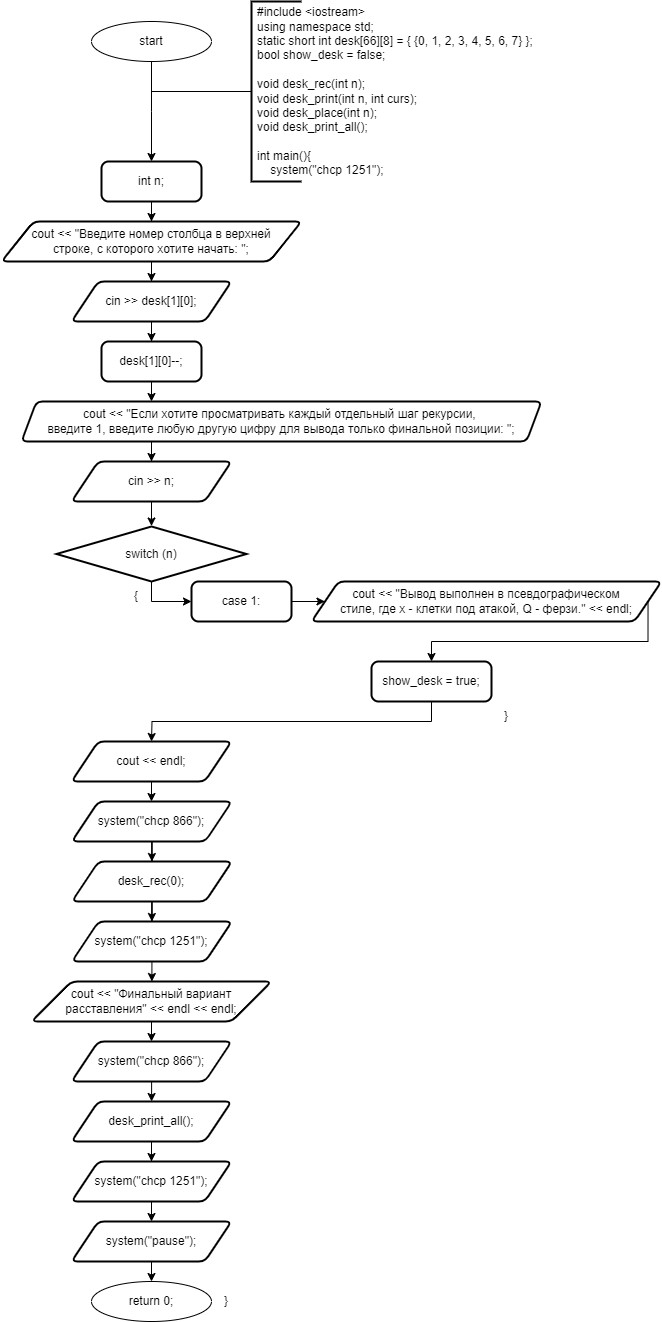 start
#include <iostream>
using namespace std;
static short int desk[66][8] = { {0, 1, 2, 3, 4, 5, 6, 7} };
bool show_desk = false;
void desk_rec(int n);
void desk_print(int n, int curs);
void desk_place(int n);
void desk_print_all();
int main(){
system("chcp 1251");
int n;
cout << "Введите номер столбца в верхней
строке, с которого хотите начать: ";
cin >> desk[1][0];
desk[1][0]--;
cout << "Если хотите просматривать каждый отдельный шаг рекурсии,
введите 1, введите любую другую цифру для вывода только финальной позиции: ";
cin >> n;
switch (n)
{
case 1:
cout << "Вывод выполнен в псевдографическом
стиле, где x - клетки под атакой, Q - ферзи." << endl;
show_desk = true;
}
cout << endl;
system("chcp 866");
desk_rec(0);
system("chcp 1251");
cout << "Финальный вариант
расставления" << endl << endl;
system("chcp 866");
desk_print_all();
system("chcp 1251");
system("pause");
return 0;
}